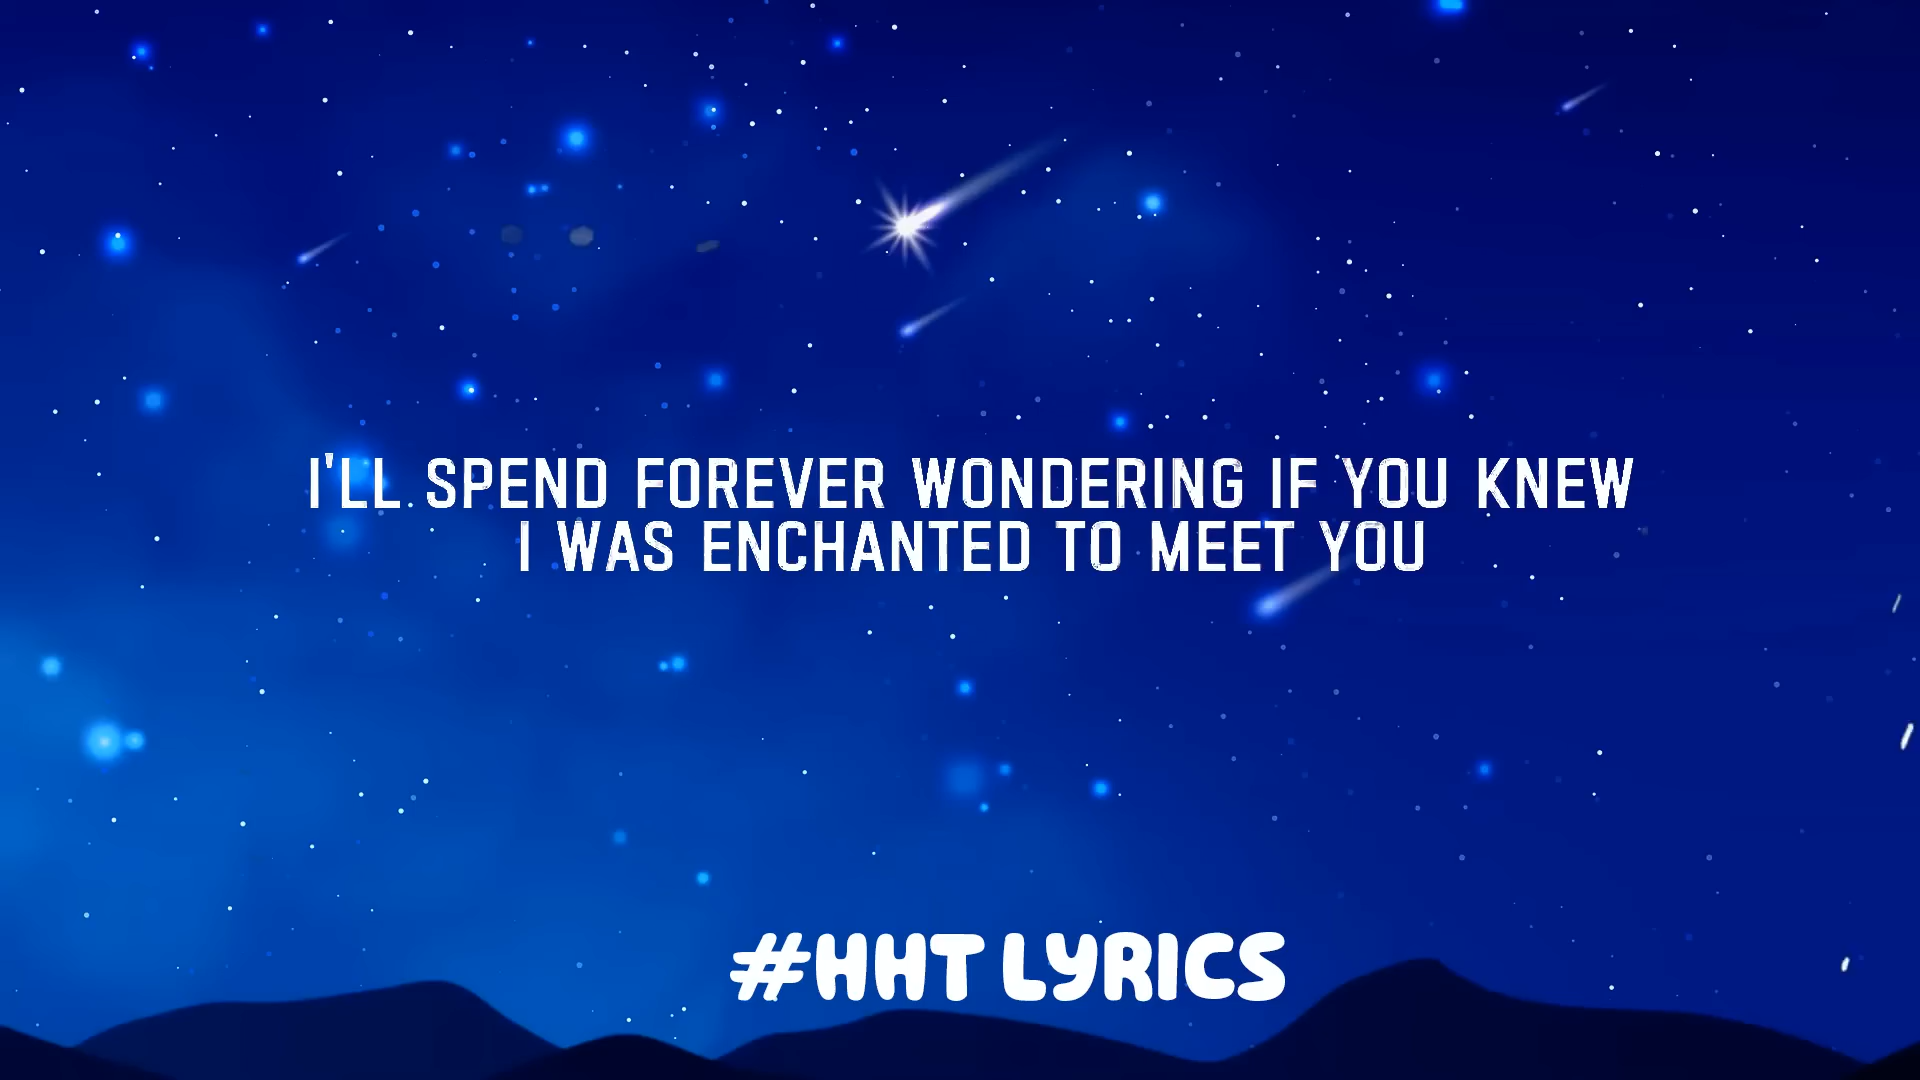 I'LL SPEND FOREVER WONDERING IF YOU KNEW
I WAS ENCHANTED TO MEET YOU
#HHT LYRICS